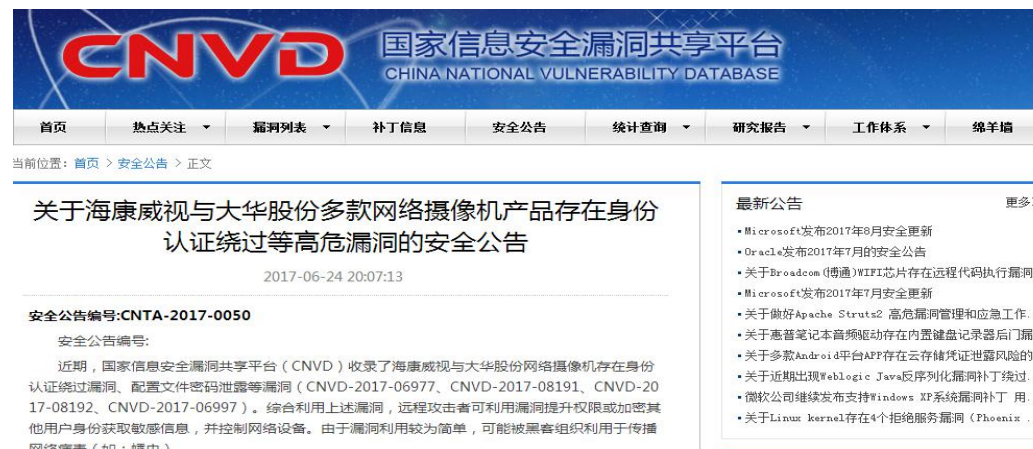 CNVD
国家信息安全漏洞共享平台
CHINA NATIONAL VULNERABILITY DATABASE
首页 热点关注 漏洞列表 补丁信息 安全公告 统计查询 研究报告 工作体系 绵羊墙
当前位置：首页 > 安全公告 > 正文
关于海康威视与大华股份多款网络摄像机产品存在身份
认证绕过等高危漏洞的安全公告
2017-06-24 20:07:13
安全公告编号:CNTA-2017-0050
安全公告编号:
近期，国家信息安全漏洞共享平台（CNVD）收录了海康威视与大华股份网络摄像机存在身份
认证绕过漏洞、配置文件密码泄露等漏洞（CNVD-2017-06977、CNVD-2017-08191、CNVD-20
17-08192、CNVD-2017-06997）。综合利用上述漏洞，远程攻击者可利用漏洞提升权限或加密其
他用户身份获取敏感信息，并控制网络设备。由于漏洞利用较为简单，可能被黑客组织利用于传播
网络病毒（如：蠕虫）
最新公告 更多
Microsoft发布2017年8月安全更新
Oracle发布2017年7月的安全公告
关于Broadcom(博通)WIFI芯片存在远程代码执行漏洞
Microsoft发布2017年7月安全更新
关于做好Apache Struts2 高危漏洞管理和应急工作.
关于惠普笔记本音频驱动存在内置键盘记录器后门漏
关于多款Android平台APP存在云存储凭证泄露风险的
关于近期出现Weblogic Java反序列化漏洞补丁绕过.
微软公司继续发布支持Windows XP系统漏洞补丁 用.
关于Linux kernel存在4个拒绝服务漏洞（Phoenix .